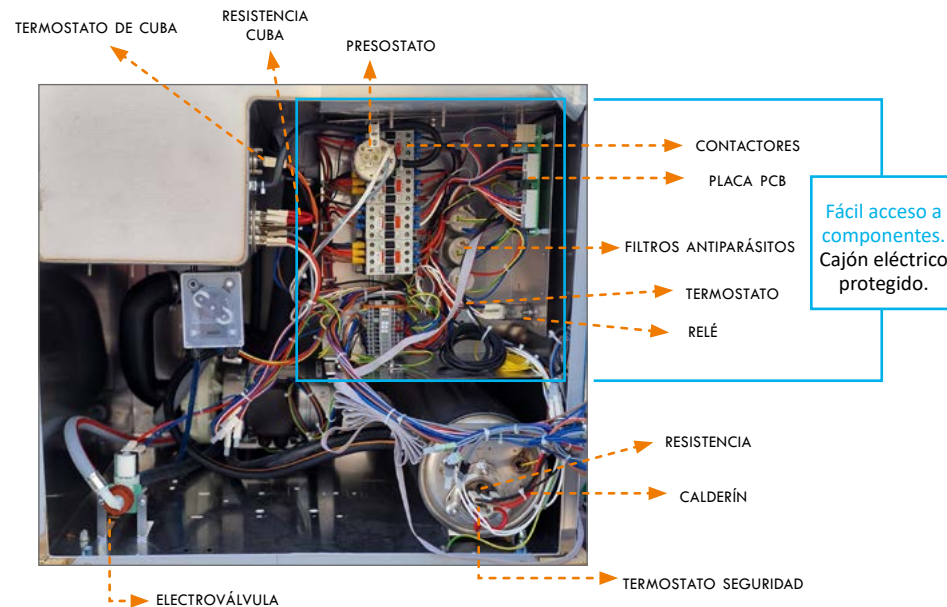 TERMOSTATO DE CUBA
RESISTENCIA
CUBA
PRESOSTATO
CONTACTORES
PLACA PCB
Fácil acceso a
componentes.
Cajón eléctrico
protegido.
FILTROS ANTIPARÁSITOS
TERMOSTATO
RELÉ
RESISTENCIA
CALDERÍN
TERMOSTATO SEGURIDAD
ELECTROVÁLVULA